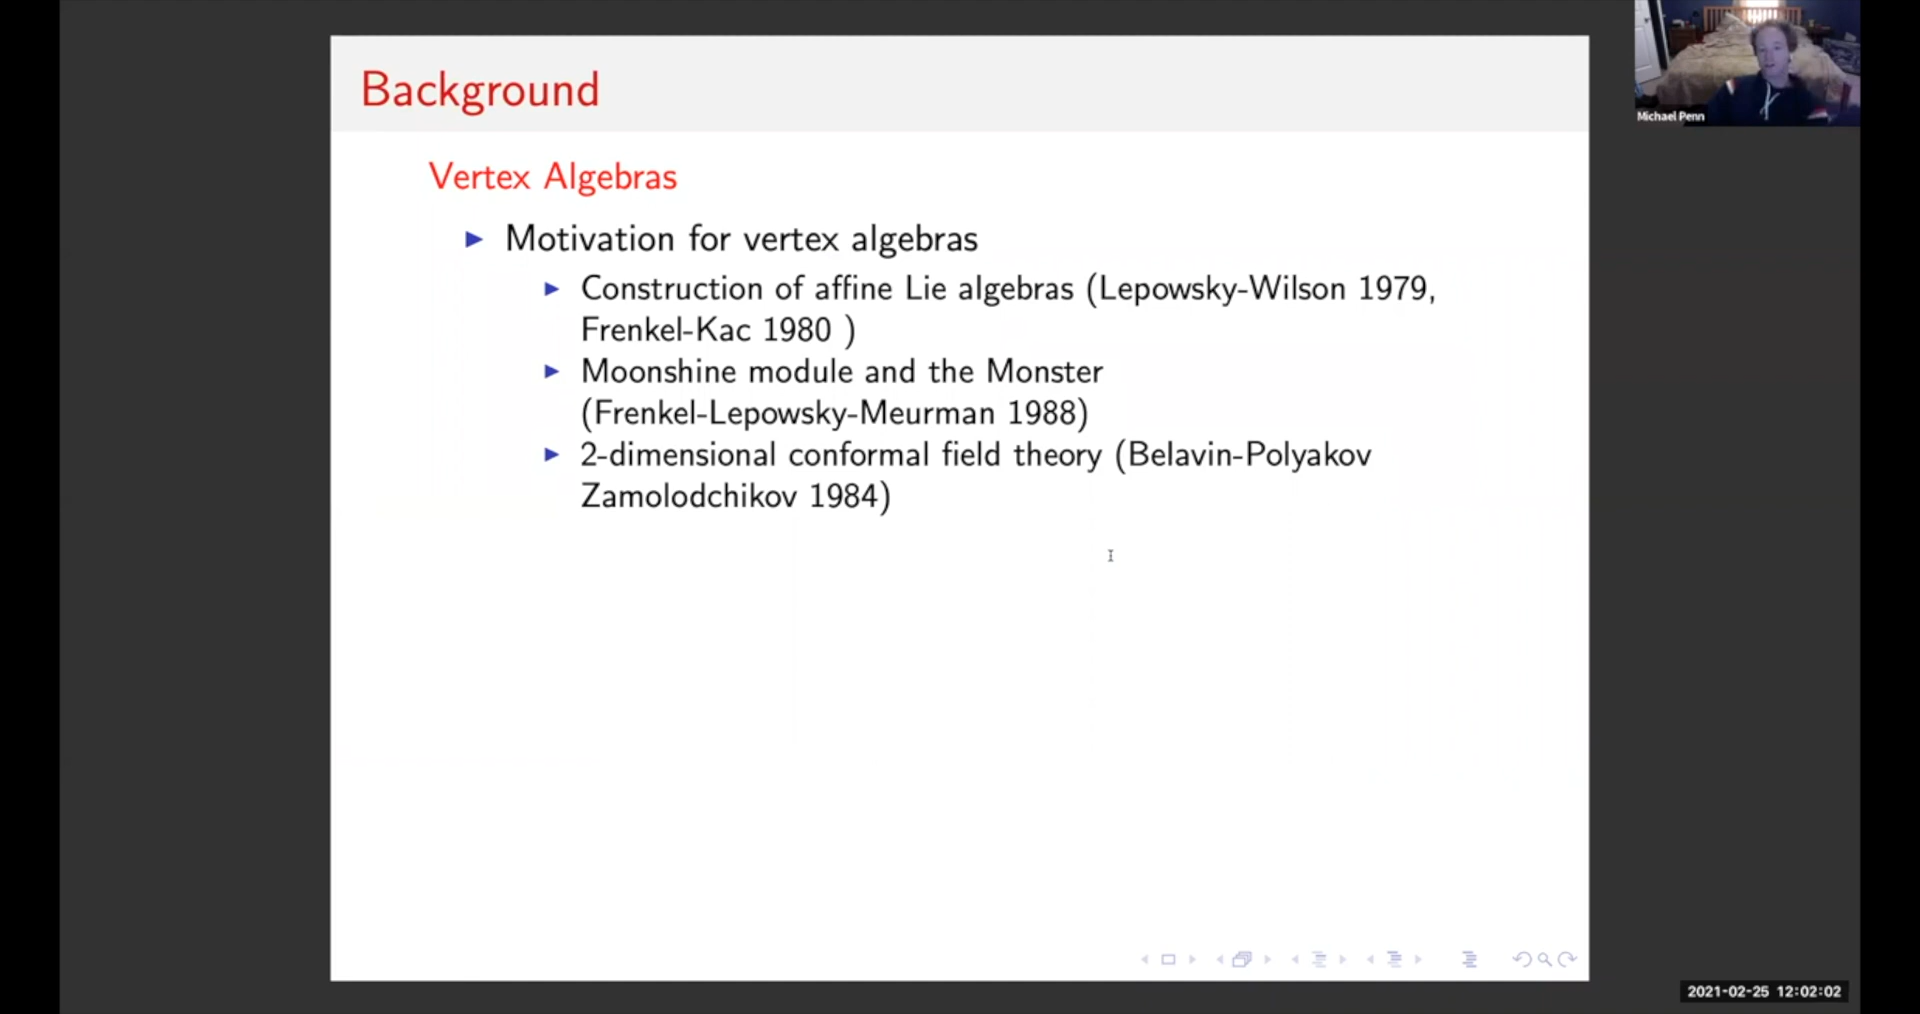 Background
Michael Penn
Vertex Algebras
Motivation for vertex algebras
Construction of affine Lie algebras (Lepowsky-Wilson 1979,
Frenkel-Kac 1980 )
Moonshine module and the Monster
(Frenkel-Lepowsky-Meurman 1988)
2-dimensional conformal field theory (Belavin-Polyakov
Zamolodchikov 1984)
2021-02-25 12:02:02